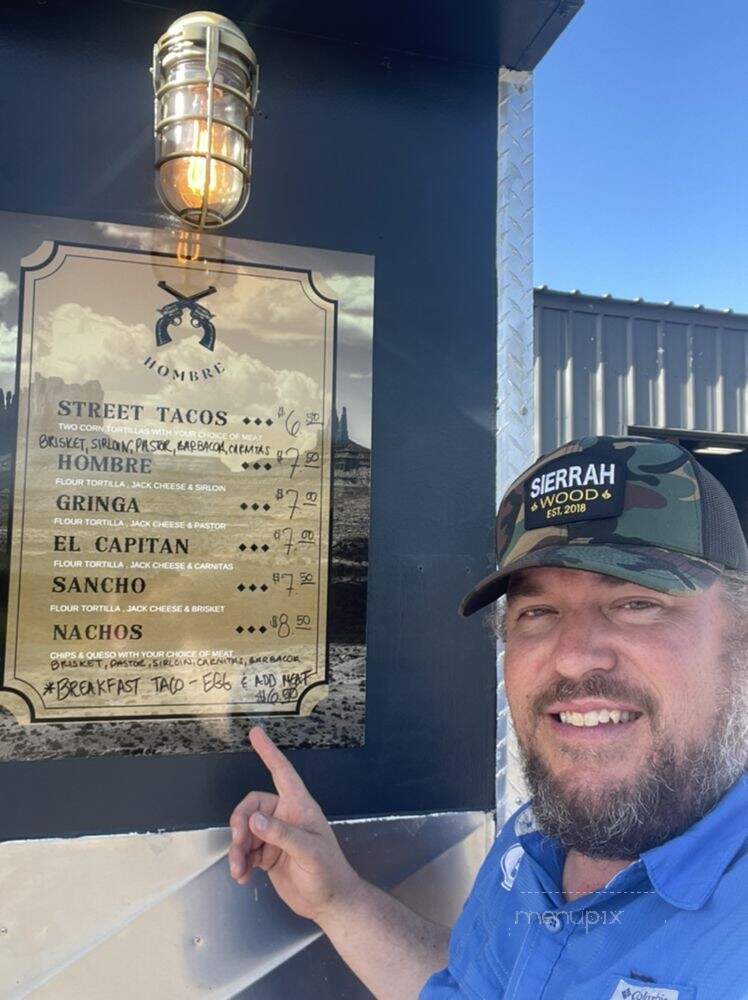 HOMBRE
STREET TACOS ◆◆◆ $6.50
TWO CORN TORTILLAS WITH YOUR CHOICE OF MEAT
BRISKET, SIRLOIN, PASTOR, BARBACOA, CARNITAS
HOMBRE ◆◆◆ $7.50
FLOUR TORTILLA , JACK CHEESE & SIRLOIN
GRINGA ◆◆◆ $7.00
FLOUR TORTILLA , JACK CHEESE & PASTOR
EL CAPITAN ◆◆◆ $7.00
FLOUR TORTILLA , JACK CHEESE & CARNITAS
SANCHO ◆◆◆ $7.50
FLOUR TORTILLA , JACK CHEESE & BRISKET
NACHOS ◆◆◆ $8.50
CHIPS & QUESO WITH YOUR CHOICE OF MEAT
BRISKET, PASTOR, SIRLOIN, CARNITAS, BARBACOA
*BREAKFAST TACO - EGG & ADD MEAT
$6.50
SIERRAH
WOOD
EST. 2018
menupix
Columbia